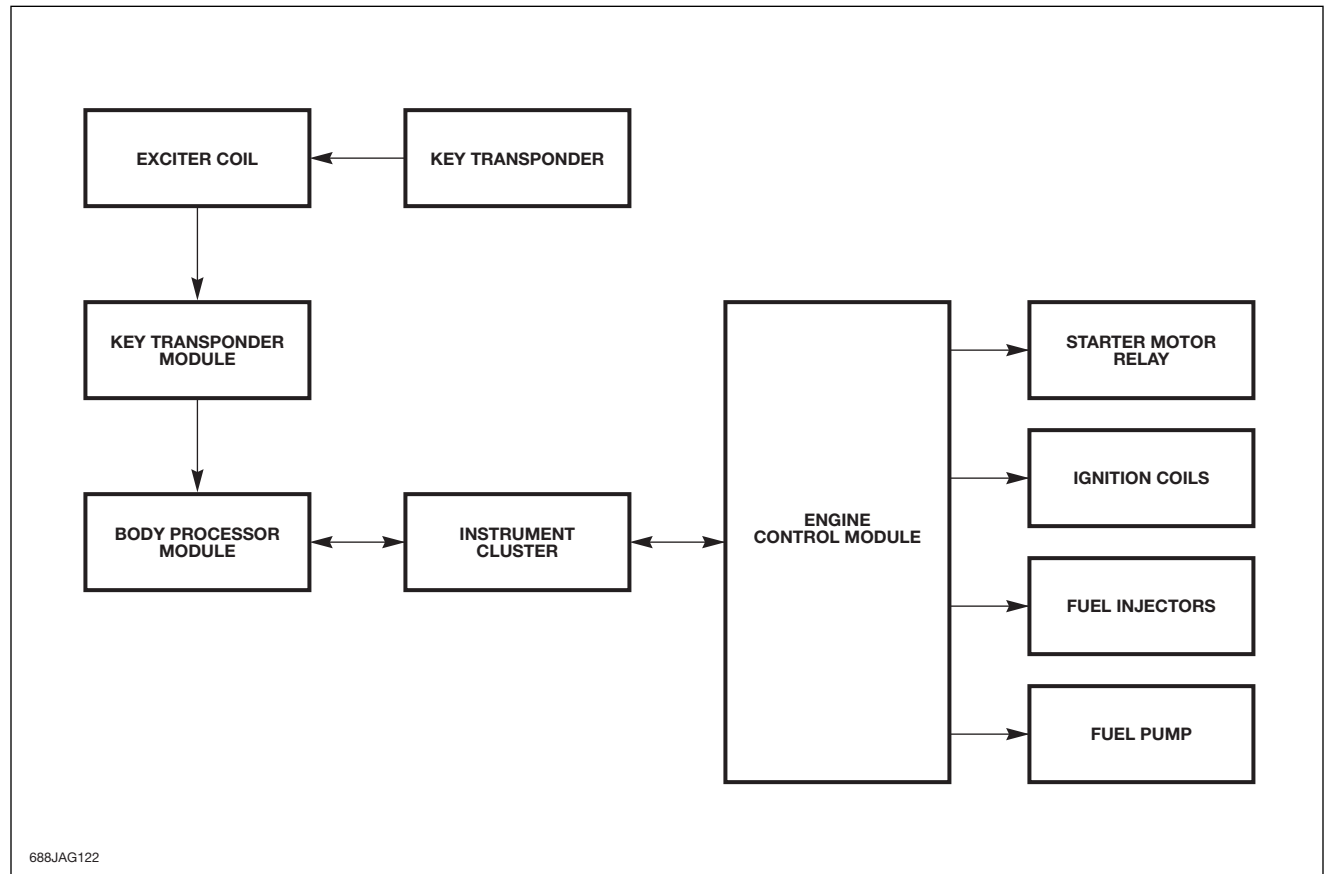 EXCITER COIL
KEY TRANSPONDER
KEY TRANSPONDER
MODULE
BODY PROCESSOR
MODULE
INSTRUMENT
CLUSTER
ENGINE
CONTROL MODULE
STARTER MOTOR
RELAY
IGNITION COILS
FUEL INJECTORS
FUEL PUMP
688JAG122